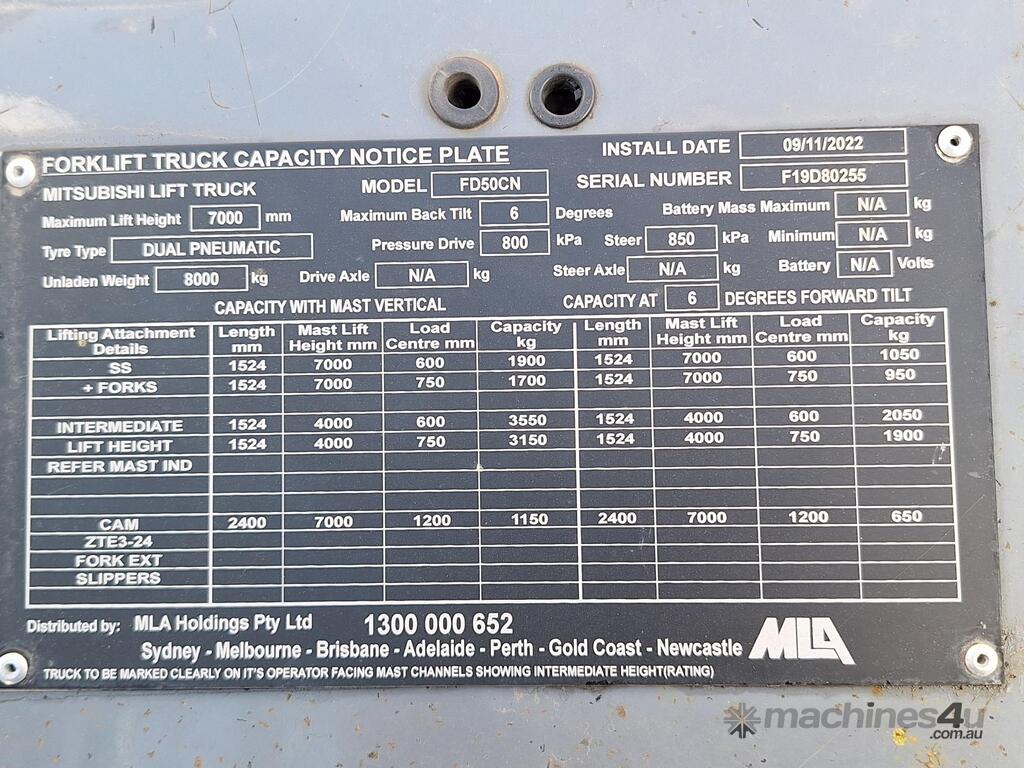 FORKLIFT TRUCK CAPACITY NOTICE PLATE INSTALL DATE 09/11/2022
MITSUBISHI LIFT TRUCK MODEL FD50CN SERIAL NUMBER F19D80255
Maximum Lift Height 7000 mm Maximum Back Tilt 6 Degrees Battery Mass Maximum N/A kg
Tyre Type DUAL PNEUMATIC Pressure Drive 800 kPa Steer 850 kPa Minimum N/A kg
Unladen Weight 8000 kg Drive Axle N/A kg Steer Axle N/A kg Battery N/A Volts
CAPACITY WITH MAST VERTICAL CAPACITY AT 6 DEGREES FORWARD TILT
Lifting Attachment Length Mast Lift Load Capacity Length Mast Lift Load Capacity
Details mm Height mm Centre mm kg mm Height mm Centre mm kg
SS 1524 7000 600 1900 1524 7000 600 1050
+ FORKS 1524 7000 750 1700 1524 7000 750 950
INTERMEDIATE 1524 4000 600 3550 1524 4000 600 2050
LIFT HEIGHT 1524 4000 750 3150 1524 4000 750 1900
REFER MAST IND
CAM 2400 7000 1200 1150 2400 7000 1200 650
ZTE3-24
FORK EXT
SLIPPERS
Distributed by: MLA Holdings Pty Ltd 1300 000 652
Sydney - Melbourne - Brisbane - Adelaide - Perth - Gold Coast - Newcastle MLA
TRUCK TO BE MARKED CLEARLY ON IT'S OPERATOR FACING MAST CHANNELS SHOWING INTERMEDIATE HEIGHT(RATING)
machines4u
.com.au